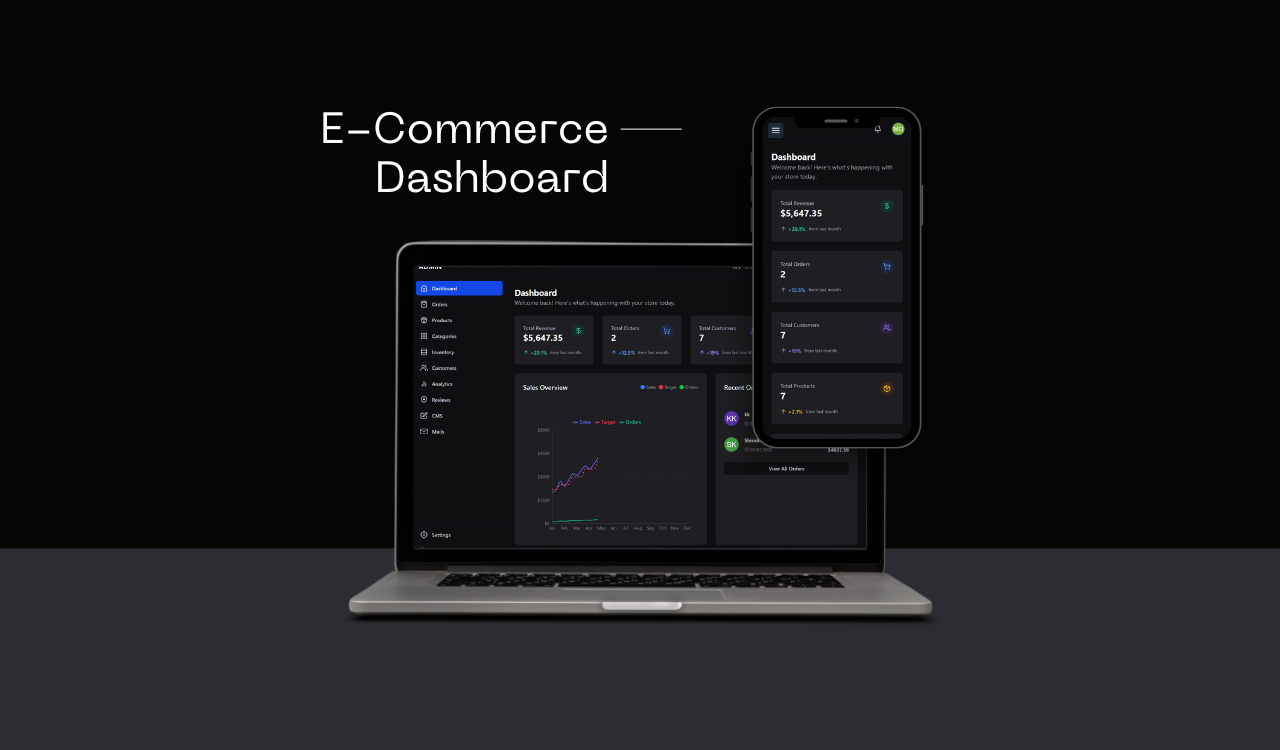 E-Commerce
Dashboard
ADMIN
Dashboard
Orders
Products
Categories
Inventory
Customers
Analytics
Reviews
CMS
Mails
Settings
Dashboard
Welcome back! Here's what's happening with your store today.
Total Revenue
$5,647.35
+20.1% from last month
Total Orders
2
+12.5% from last month
Total Customers
7
+19% from last month
Sales Overview
Sales Target Orders
Sales Target Orders
$6000
$4500
$3000
$1500
$0
Jan Feb Mar Apr May Jun Jul Aug Sep Oct Nov Dec
KK
kk
SK
$4657.56
View All Orders
MD
Dashboard
Welcome back! Here's what's happening with
your store today.
Total Revenue
$5,647.35
+20.1% from last month
Total Orders
2
+12.5% from last month
Total Customers
7
+19% from last month
Total Products
7
+2.1% from last month